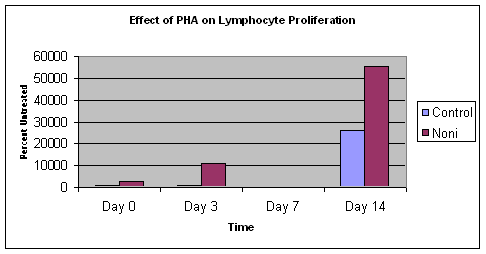 Effect of PHA on Lymphocyte Proliferation
Percent Untreated
60000
50000
40000
30000
20000
10000
0
Day 0 Day 3 Day 7 Day 14
Time
Control
Noni